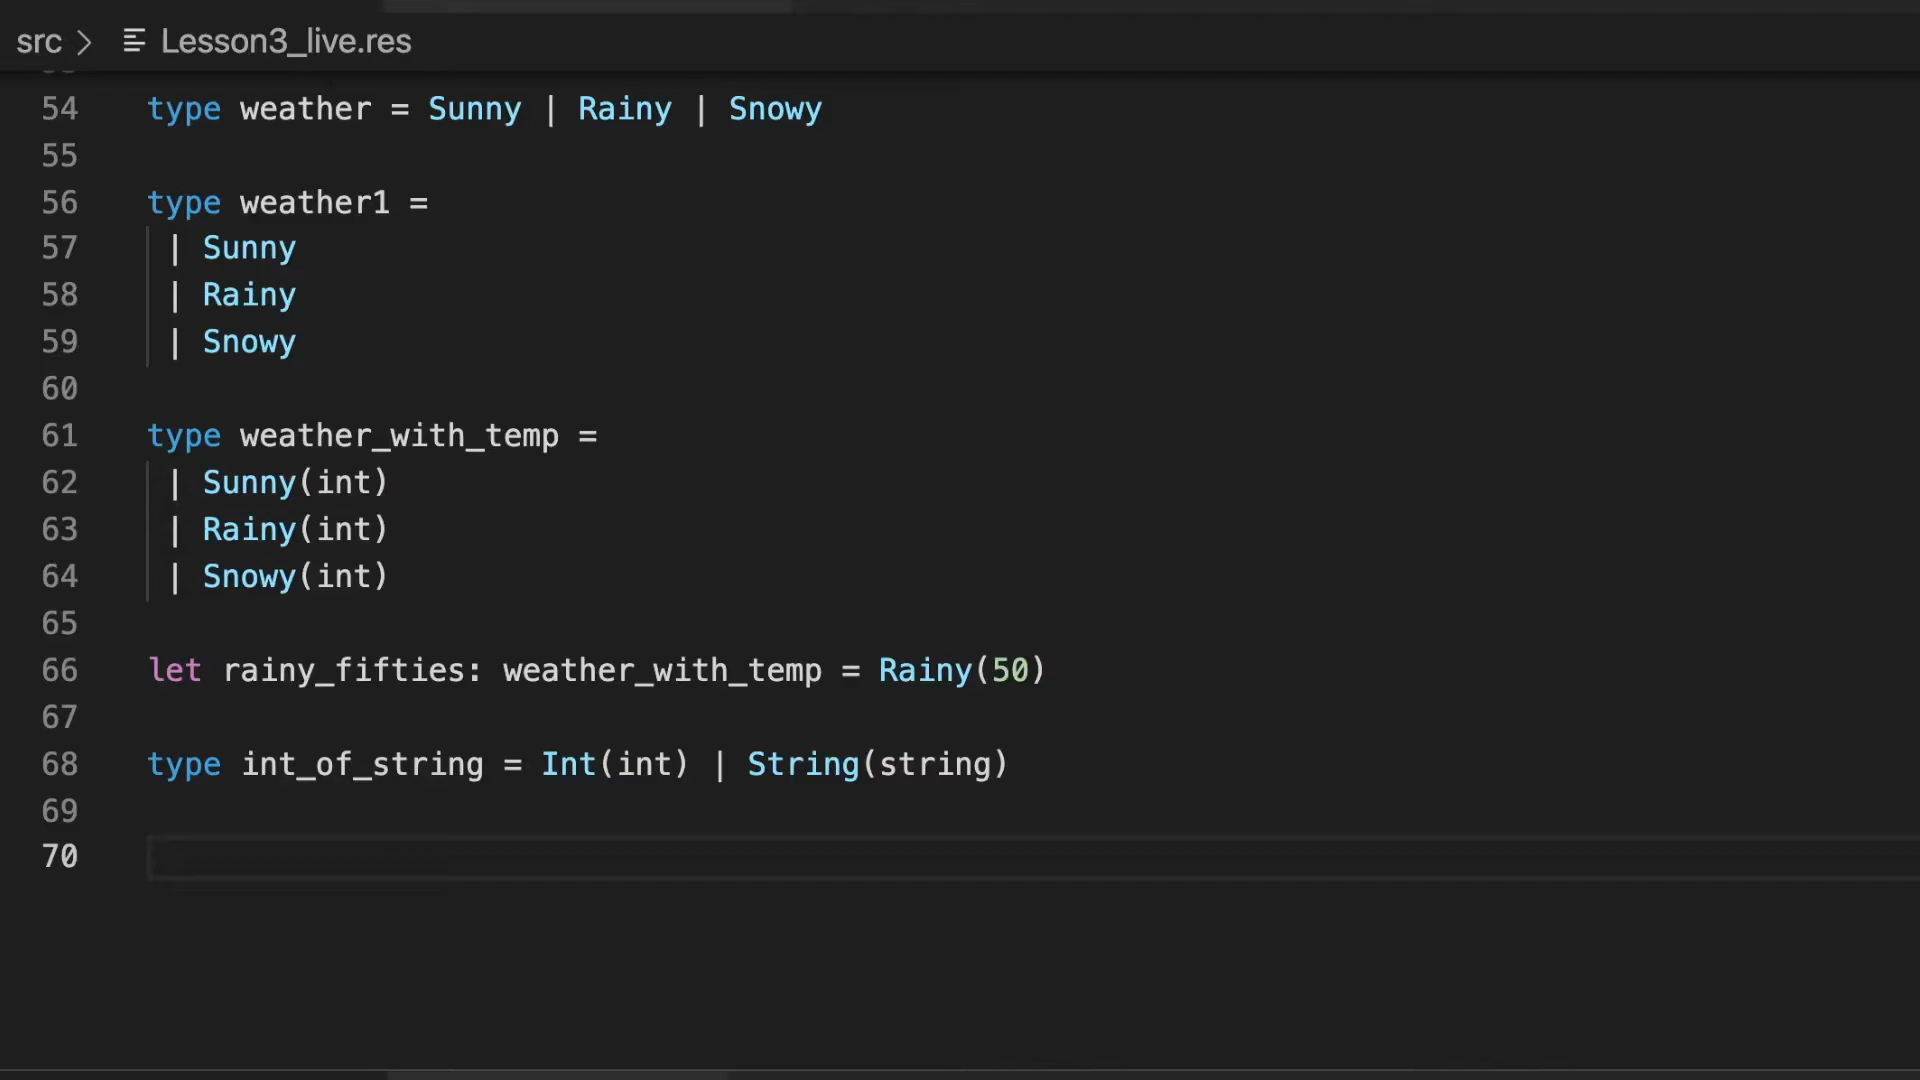 src > Lesson3_live.res
54 type weather = Sunny | Rainy | Snowy
55
56 type weather1 =
57 | Sunny
58 | Rainy
59 | Snowy
60
61 type weather_with_temp =
62 | Sunny(int)
63 | Rainy(int)
64 | Snowy(int)
65
66 let rainy_fifties: weather_with_temp = Rainy(50)
67
68 type int_of_string = Int(int) | String(string)
69
70